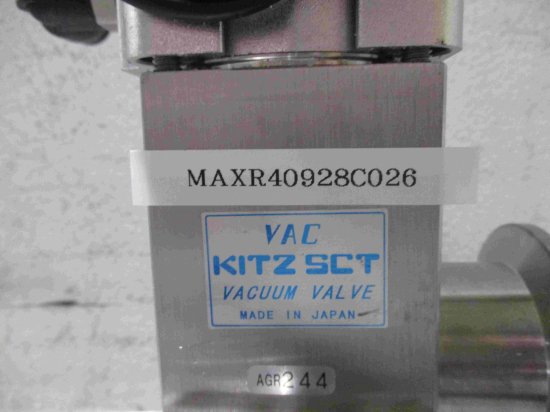 MAXR40928C026
VAC
KITZ SCT
VACUUM VALVE
MADE IN JAPAN
AGR244